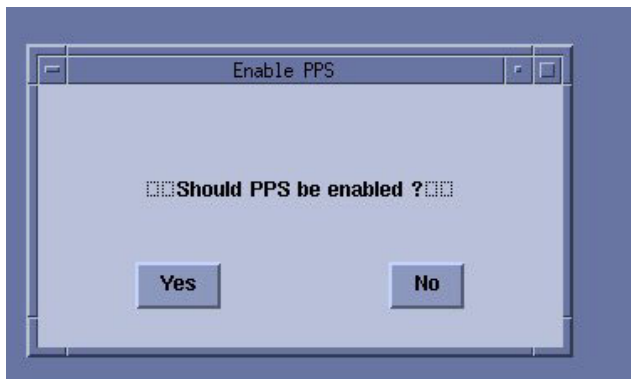 Enable PPS
Should PPS be enabled ?
Yes
No